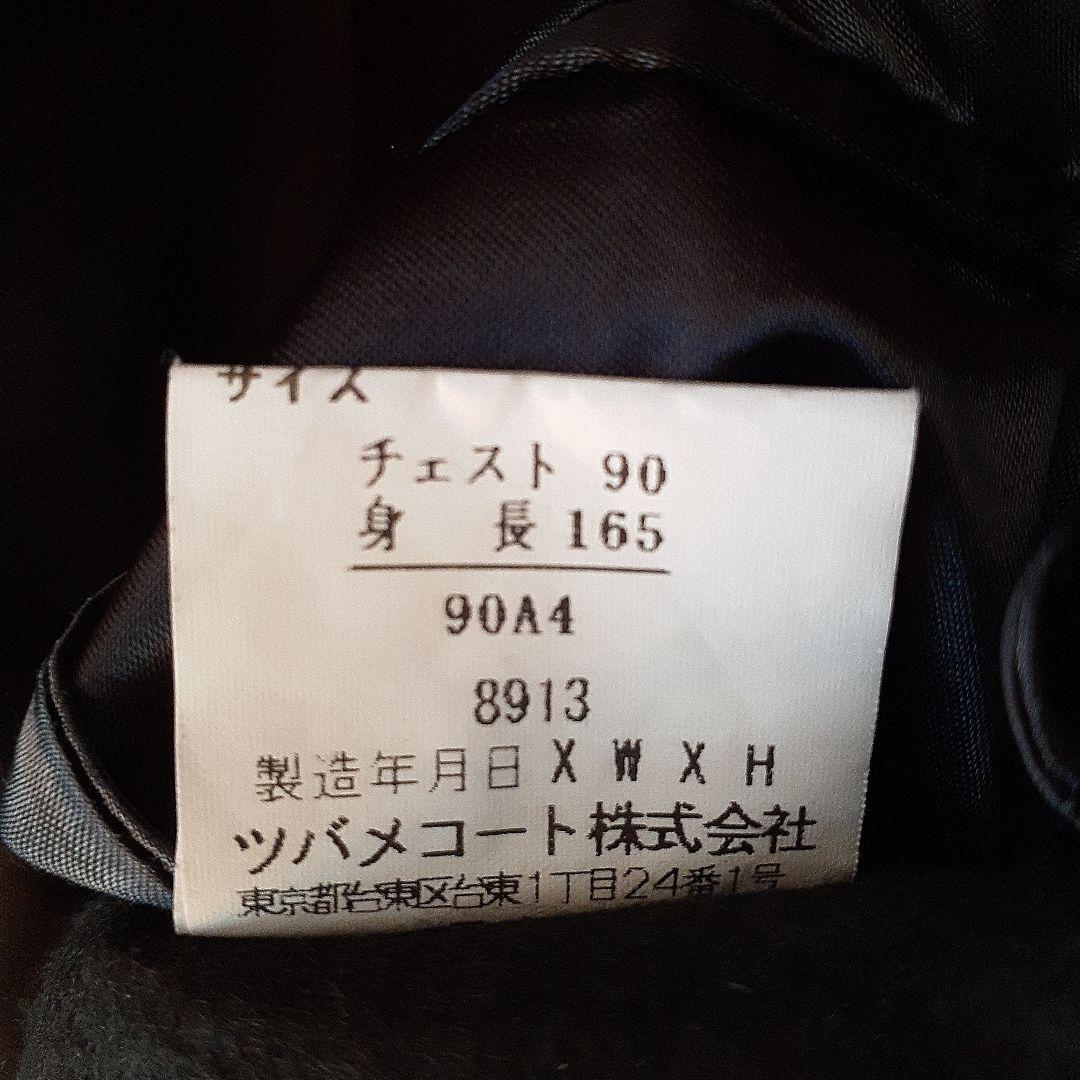 サイズ
チェスト 90
身 長 165
90A4
8913
製造年月日 X W X H
ツバメコート株式会社
東京都台東区台東1丁目24番1号